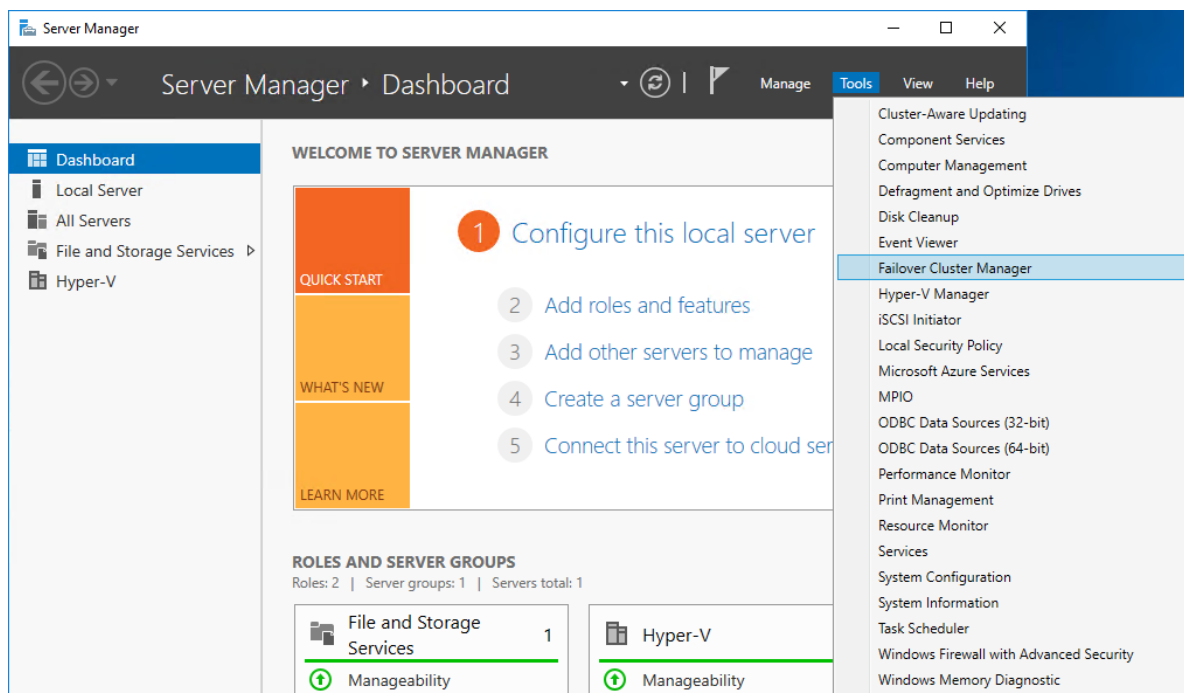 Server Manager
Server Manager ‣ Dashboard
Manage
Tools
View
Help
Dashboard
Local Server
All Servers
File and Storage Services
Hyper-V
WELCOME TO SERVER MANAGER
QUICK START
WHAT'S NEW
LEARN MORE
1 Configure this local server
2 Add roles and features
3 Add other servers to manage
4 Create a server group
5 Connect this server to cloud ser
ROLES AND SERVER GROUPS
Roles: 2 | Server groups: 1 | Servers total: 1
File and Storage
Services
1
Manageability
Hyper-V
Manageability
Cluster-Aware Updating
Component Services
Computer Management
Defragment and Optimize Drives
Disk Cleanup
Event Viewer
Failover Cluster Manager
Hyper-V Manager
iSCSI Initiator
Local Security Policy
Microsoft Azure Services
MPIO
ODBC Data Sources (32-bit)
ODBC Data Sources (64-bit)
Performance Monitor
Print Management
Resource Monitor
Services
System Configuration
System Information
Task Scheduler
Windows Firewall with Advanced Security
Windows Memory Diagnostic